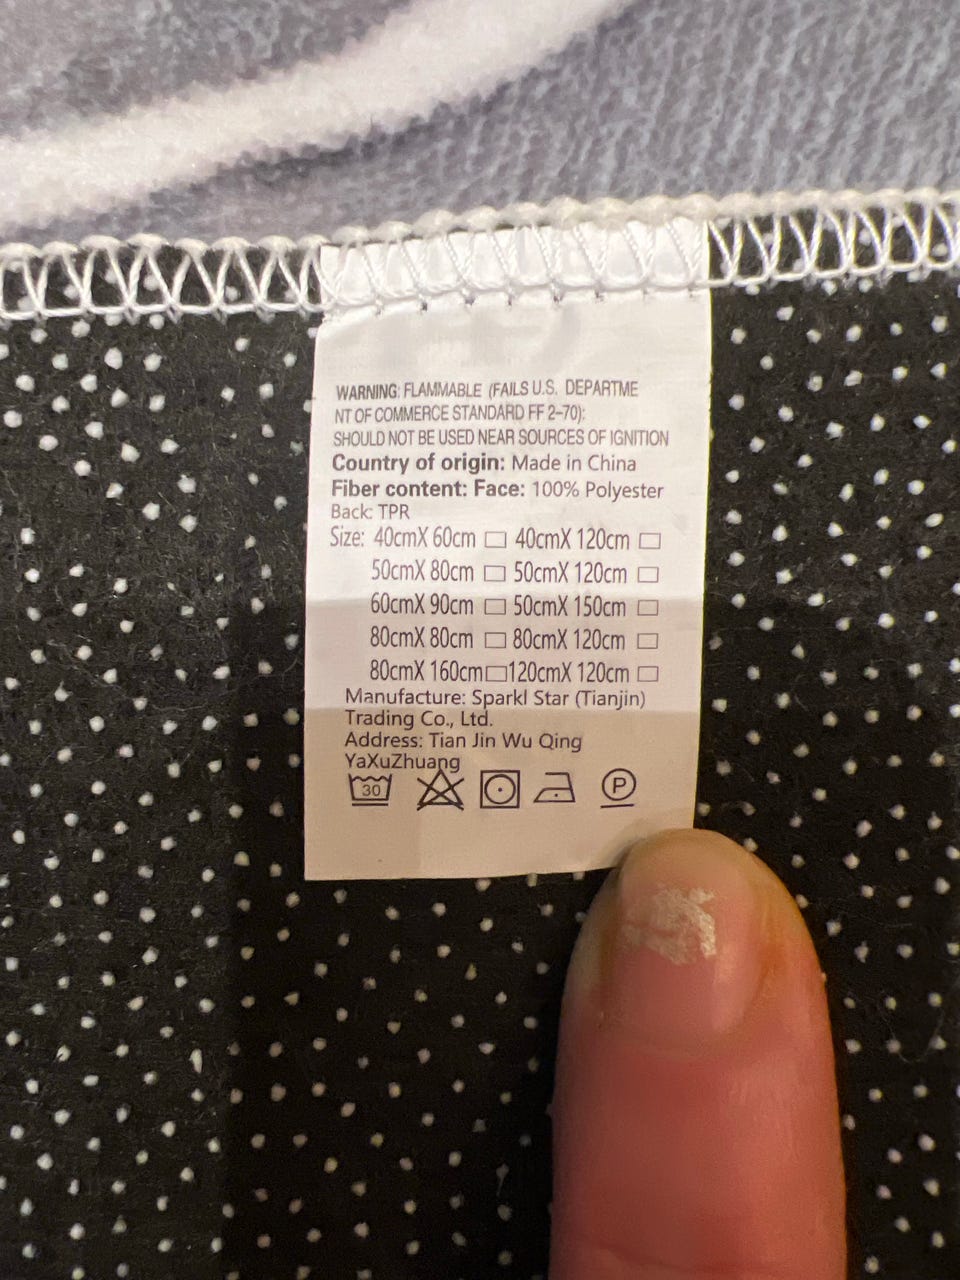 WARNING: FLAMMABLE (FAILS U.S. DEPARTME
NT OF COMMERCE STANDARD FF 2-70):
SHOULD NOT BE USED NEAR SOURCES OF IGNITION
Country of origin: Made in China
Fiber content: Face: 100% Polyester
Back: TPR
Size: 40cmX 60cm □ 40cmX 120cm □
50cmX 80cm □ 50cmX 120cm □
60cmX 90cm □ 50cmX 150cm □
80cmX 80cm □ 80cmX 120cm □
80cmX 160cm□120cmX 120cm □
Manufacture: Sparkl Star (Tianjin)
Trading Co., Ltd.
Address: Tian Jin Wu Qing
YaXuZhuang
30 P